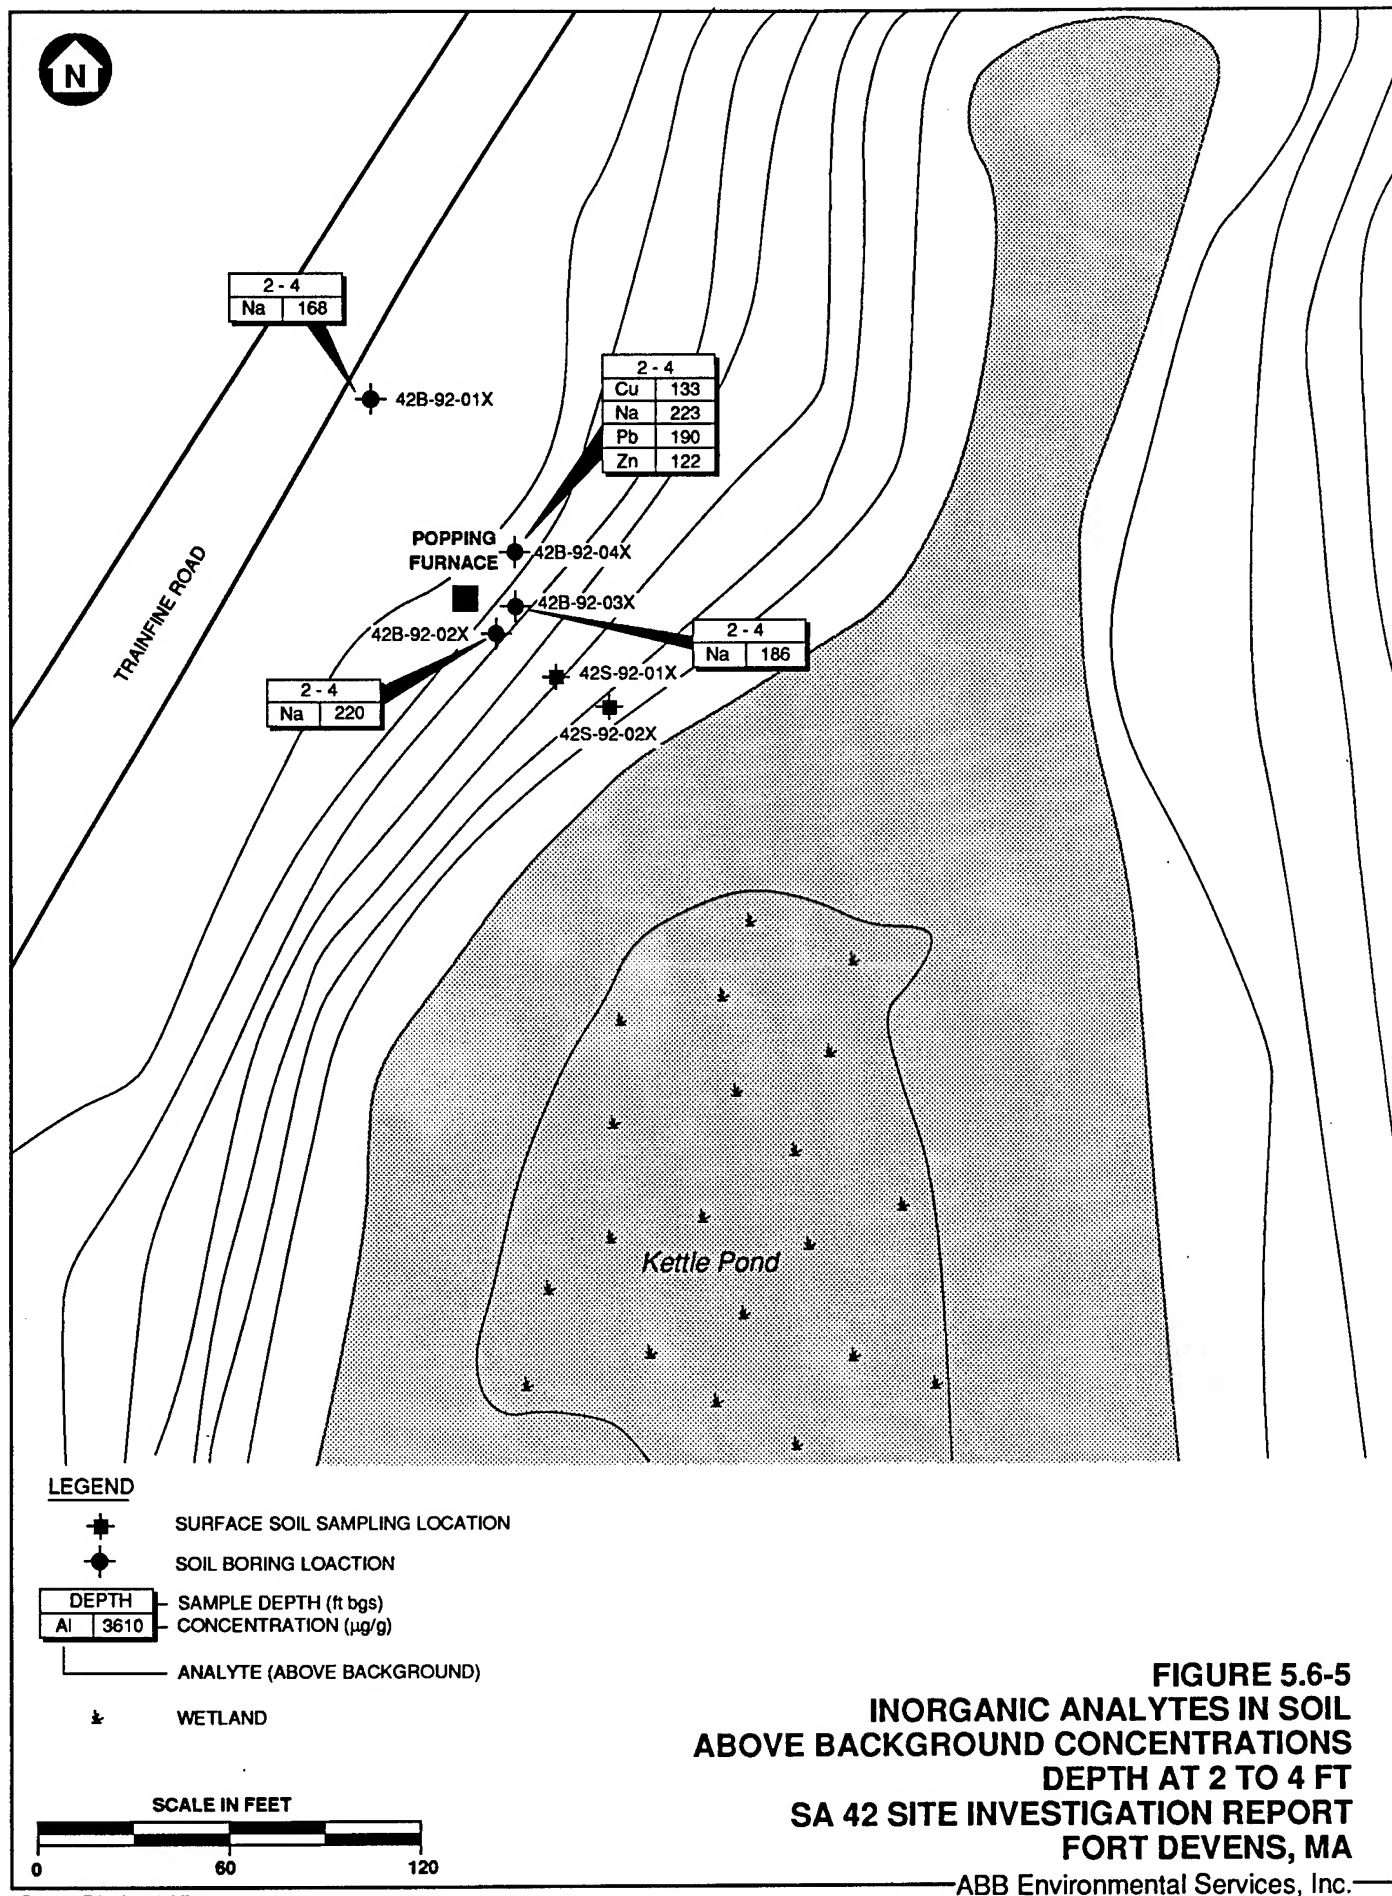 N
2 - 4
Na 168
42B-92-01X
2 - 4
Cu 133
Na 223
Pb 190
Zn 122
POPPING
FURNACE
42B-92-04X
TRAINFINE ROAD
42B-92-03X
42B-92-02X
2 - 4
Na 186
42S-92-01X
2 - 4
Na 220
42S-92-02X
Kettle Pond
LEGEND
SURFACE SOIL SAMPLING LOCATION
SOIL BORING LOACTION
DEPTH
SAMPLE DEPTH (ft bgs)
Al 3610
CONCENTRATION (µg/g)
ANALYTE (ABOVE BACKGROUND)
WETLAND
SCALE IN FEET
0 60 120
FIGURE 5.6-5
INORGANIC ANALYTES IN SOIL
ABOVE BACKGROUND CONCENTRATIONS
DEPTH AT 2 TO 4 FT
SA 42 SITE INVESTIGATION REPORT
FORT DEVENS, MA
ABB Environmental Services, Inc.